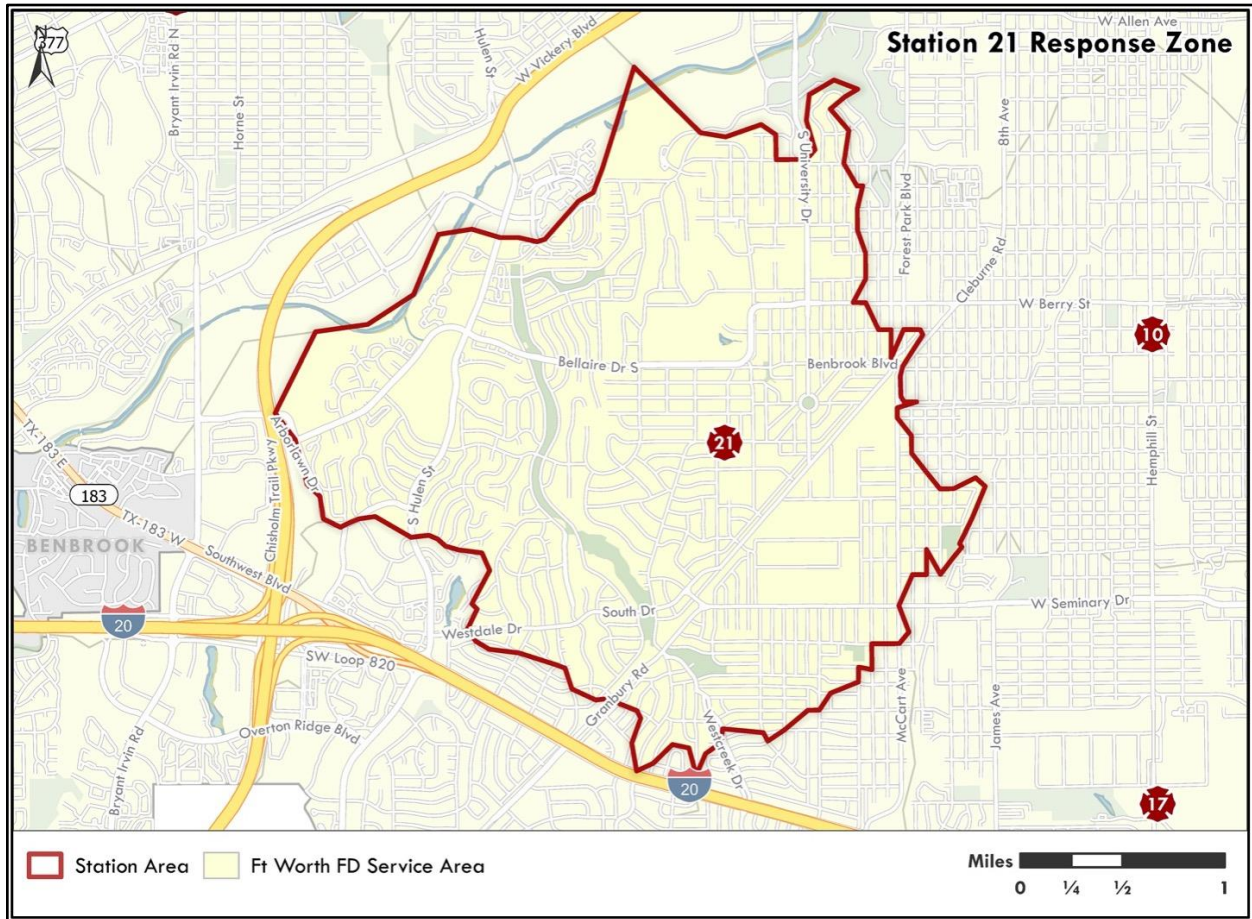 Station 21 Response Zone
377
N
Bryant Irvin Rd N
Horne St
Hulen St
W Vickery Blvd
W Allen Ave
8th Ave
S University Dr
Forest Park Blvd
Cleburne Rd
W Berry St
10
Bellaire Dr S
Benbrook Blvd
21
Hemphill St
Arborlawn Dr
Chisholm Trail Pkwy
S Hulen St
TX-183 E
183
TX-183 W
BENBROOK
Southwest Blvd
20
SW Loop 820
Westdale Dr
South Dr
W Seminary Dr
Granbury Rd
Westcreek Dr
McCart Ave
James Ave
Overton Ridge Blvd
Bryant Irvin Rd
20
17
Station Area
Ft Worth FD Service Area
Miles
0 ¼ ½ 1